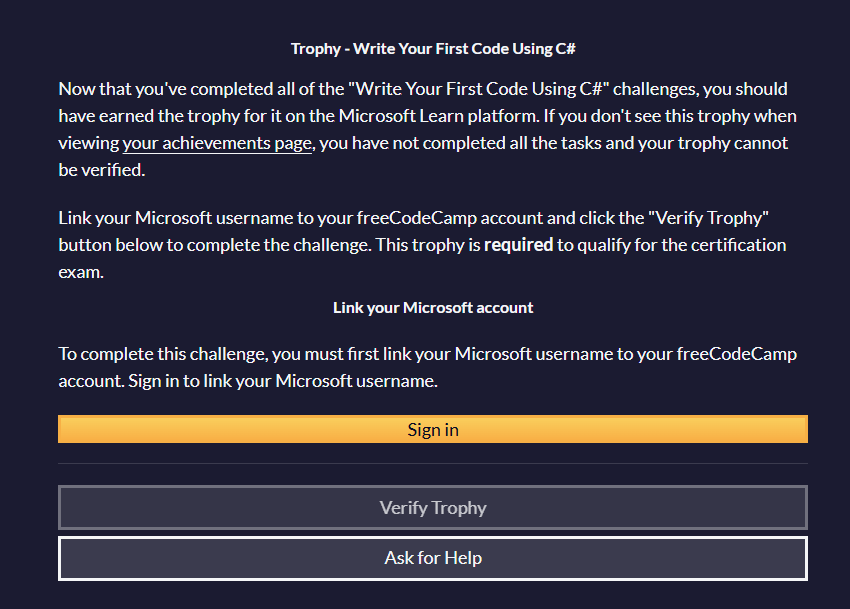 Trophy - Write Your First Code Using C#
Now that you've completed all of the "Write Your First Code Using C#" challenges, you should
have earned the trophy for it on the Microsoft Learn platform. If you don't see this trophy when
viewing your achievements page, you have not completed all the tasks and your trophy cannot
be verified.
Link your Microsoft username to your freeCodeCamp account and click the "Verify Trophy"
button below to complete the challenge. This trophy is required to qualify for the certification
exam.
Link your Microsoft account
To complete this challenge, you must first link your Microsoft username to your freeCodeCamp
account. Sign in to link your Microsoft username.
Sign in
Verify Trophy
Ask for Help